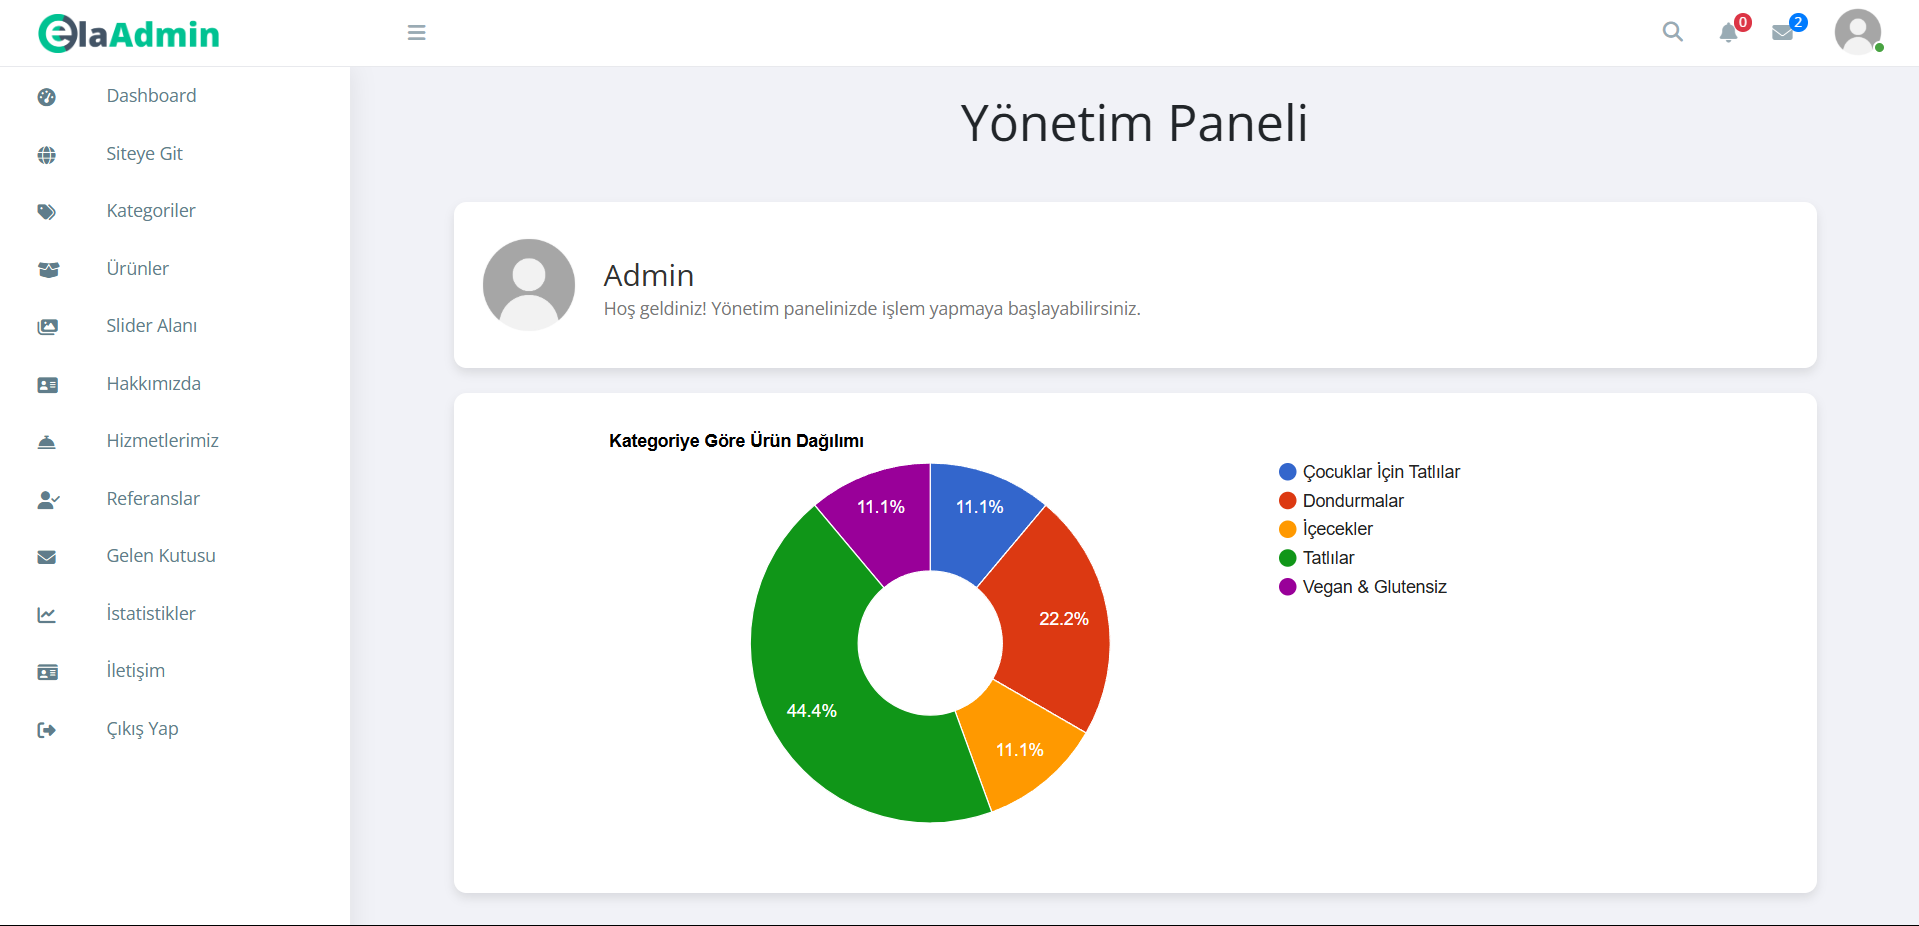 elaAdmin
0
2
Dashboard
Siteye Git
Kategoriler
Ürünler
Slider Alanı
Hakkımızda
Hizmetlerimiz
Referanslar
Gelen Kutusu
İstatistikler
İletişim
Çıkış Yap
Yönetim Paneli
Admin
Hoş geldiniz! Yönetim panelinizde işlem yapmaya başlayabilirsiniz.
Kategoriye Göre Ürün Dağılımı
11.1%
11.1%
22.2%
44.4%
11.1%
Çocuklar İçin Tatlılar
Dondurmalar
İçecekler
Tatlılar
Vegan & Glutensiz